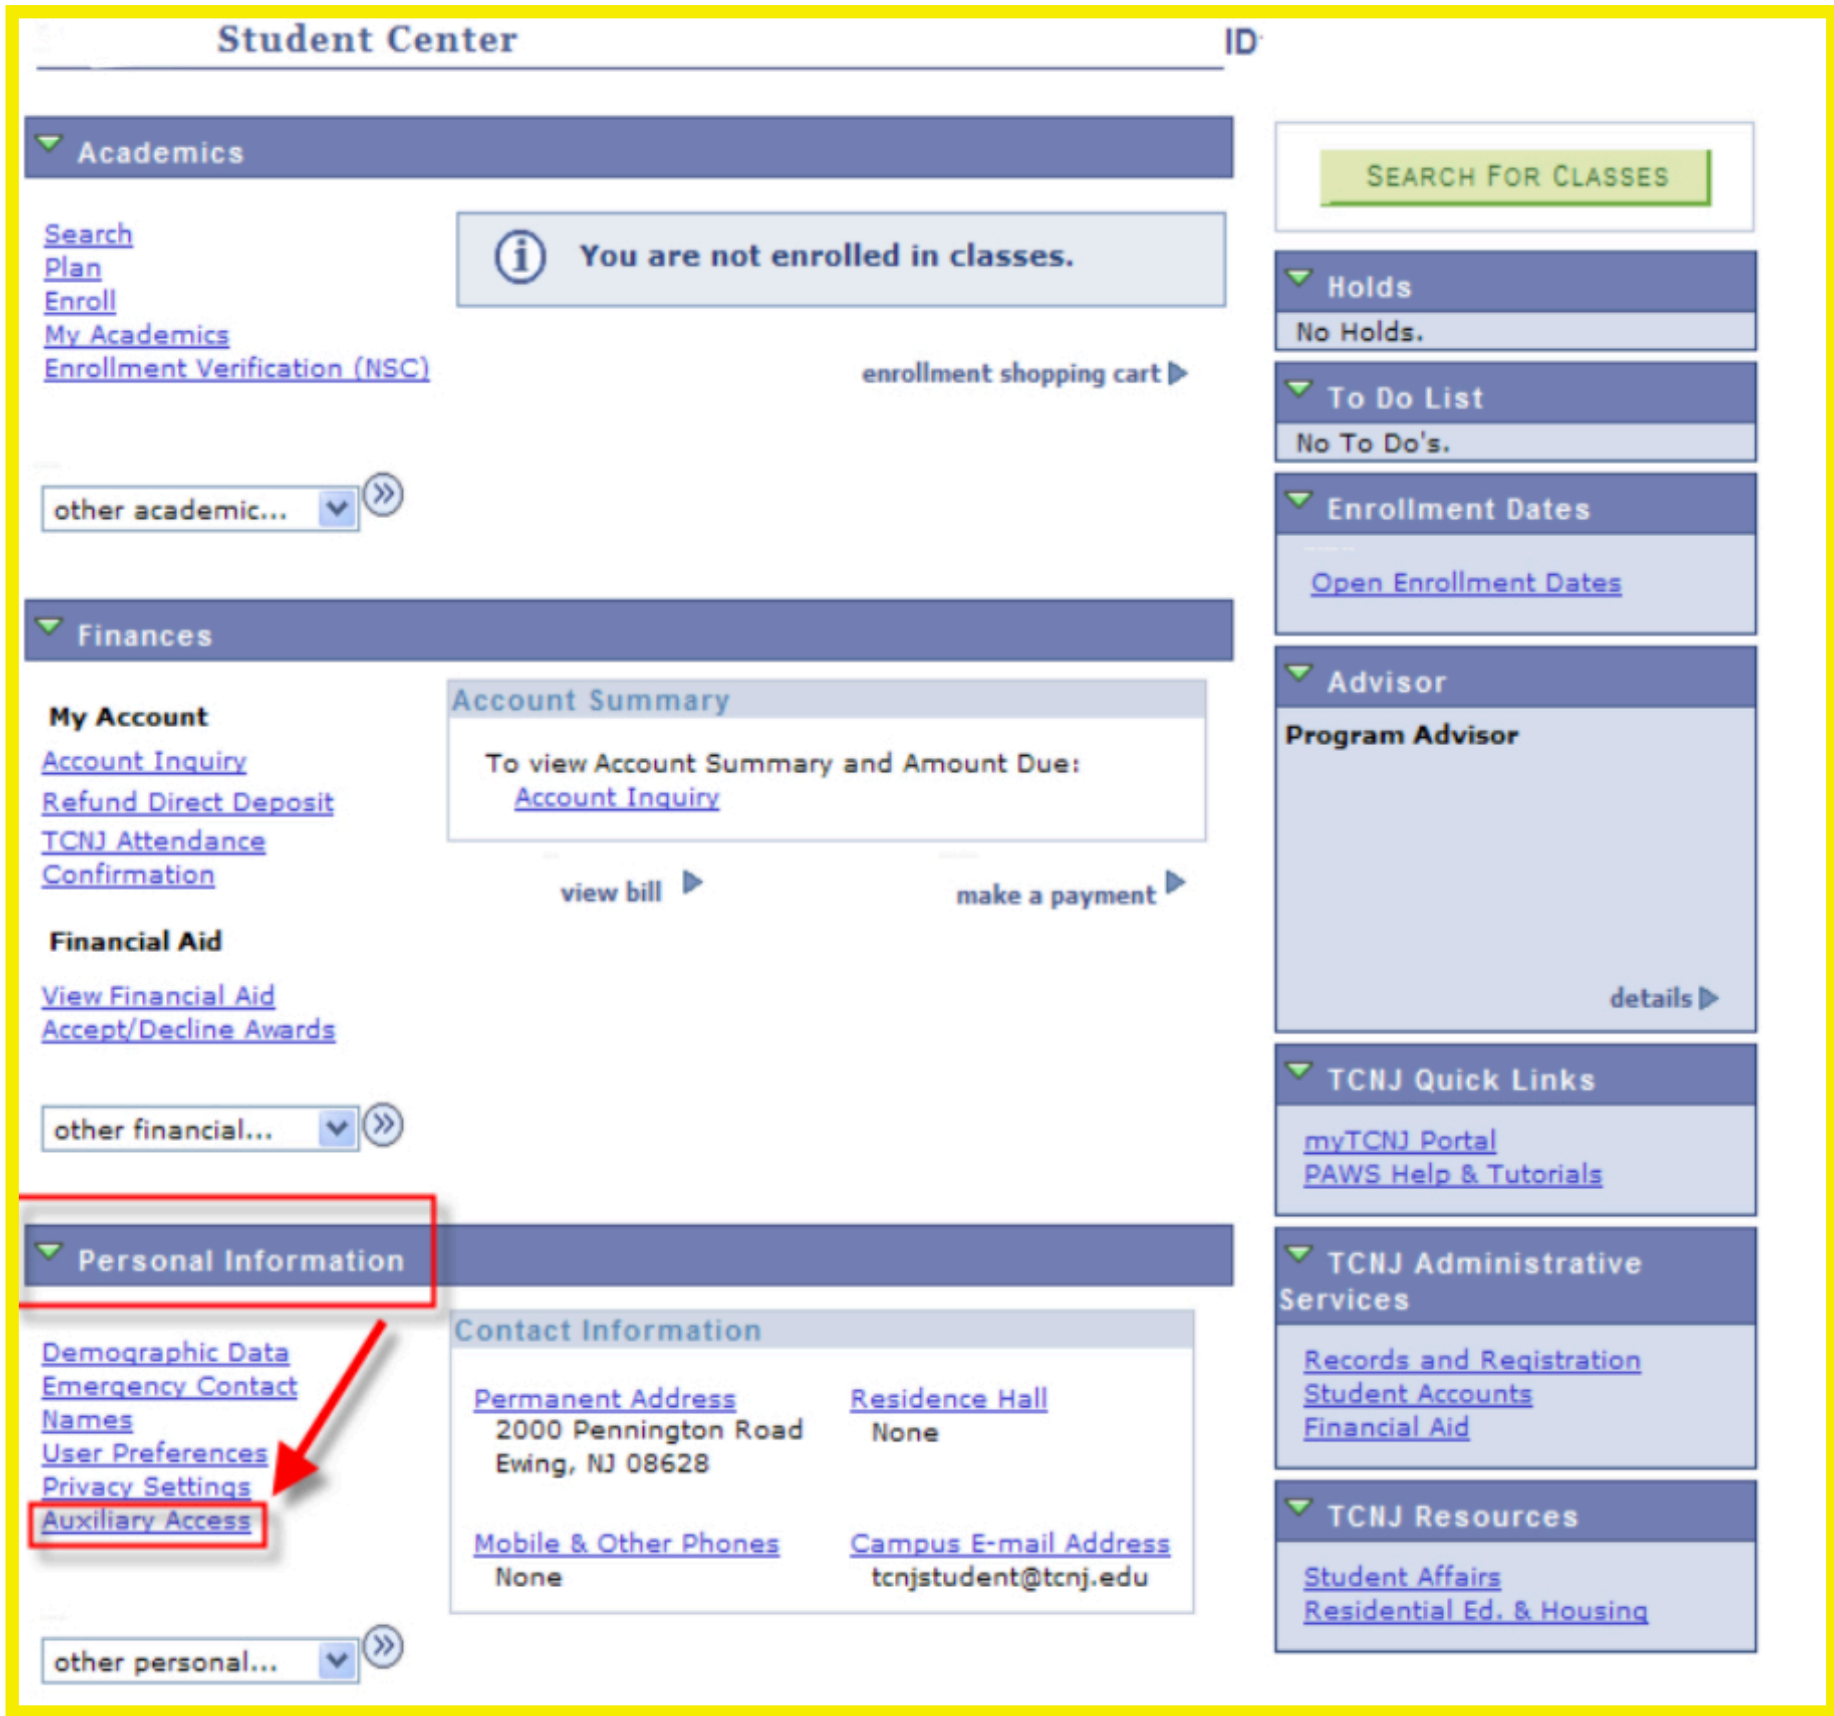 Student Center
ID
Academics
Search
Plan
Enroll
My Academics
Enrollment Verification (NSC)
You are not enrolled in classes.
enrollment shopping cart
other academic...
Finances
My Account
Account Inquiry
Refund Direct Deposit
TCNJ Attendance
Confirmation
Financial Aid
View Financial Aid
Accept/Decline Awards
Account Summary
To view Account Summary and Amount Due:
Account Inquiry
view bill
make a payment
other financial...
Personal Information
Demographic Data
Emergency Contact
Names
User Preferences
Privacy Settings
Auxiliary Access
Contact Information
Permanent Address
2000 Pennington Road
Ewing, NJ 08628
Residence Hall
None
Mobile & Other Phones
None
Campus E-mail Address
tcnjstudent@tcnj.edu
other personal...
SEARCH FOR CLASSES
Holds
No Holds.
To Do List
No To Do's.
Enrollment Dates
Open Enrollment Dates
Advisor
Program Advisor
details
TCNJ Quick Links
myTCNJ Portal
PAWS Help & Tutorials
TCNJ Administrative
Services
Records and Registration
Student Accounts
Financial Aid
TCNJ Resources
Student Affairs
Residential Ed. & Housing